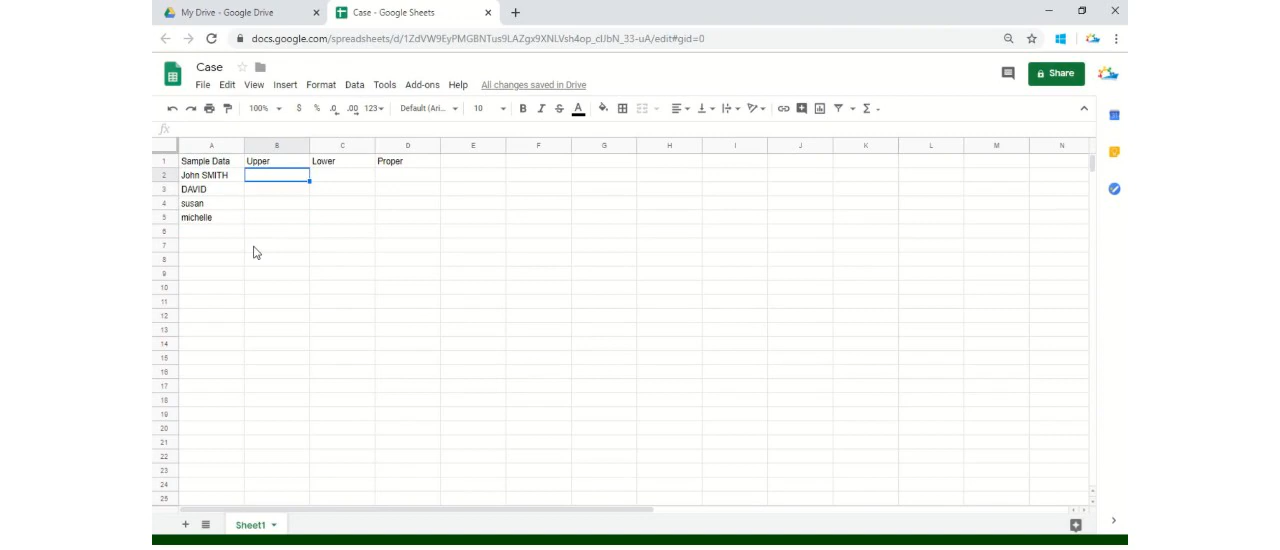 My Drive - Google Drive
Case - Google Sheets
docs.google.com/spreadsheets/d/1ZdVW9EyPMGBNTus9LAZgx9XNLVsh4op_clJbN_33-uA/edit#gid=0
Case
Share
File Edit View Insert Format Data Tools Add-ons Help All changes saved in Drive
100% $ % .0 .00 123 Default (Ari... 10 B I S A Σ
fx
A B C D E F G H I J K L M N
1 Sample Data Upper Lower Proper
2 John SMITH
3 DAVID
4 susan
5 michelle
6
7
8
9
10
11
12
13
14
15
16
17
18
19
20
21
22
23
24
25
Sheet1